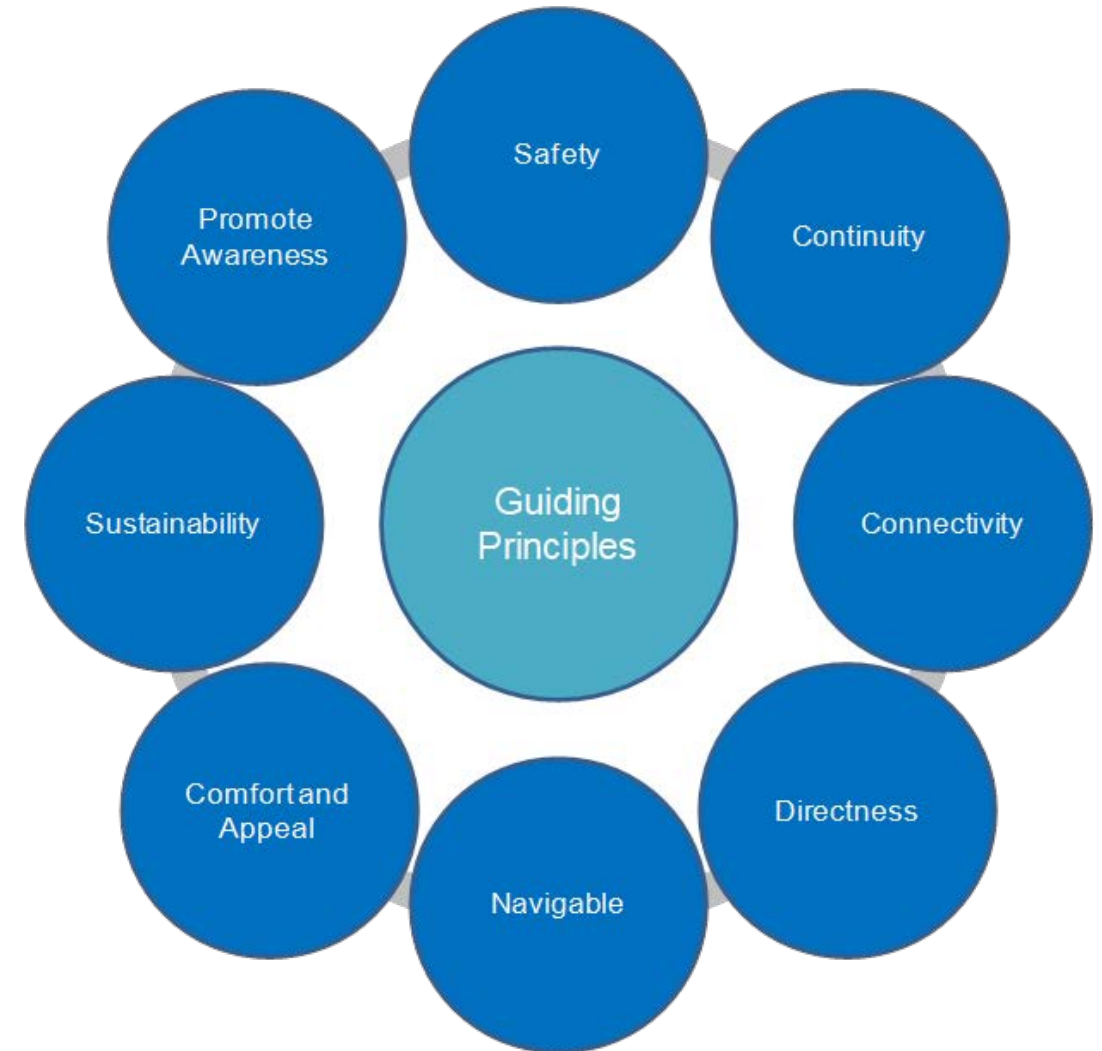 Safety
Continuity
Connectivity
Directness
Navigable
Comfort and
Appeal
Sustainability
Promote
Awareness
Guiding
Principles